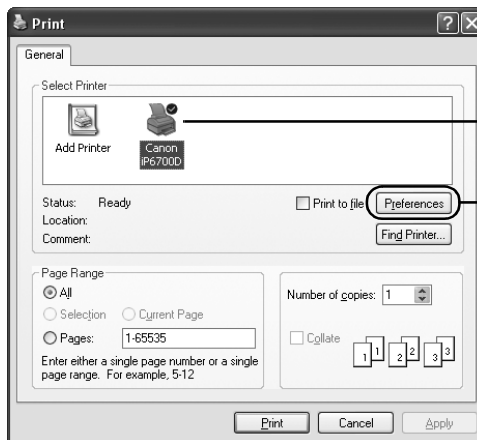 Print
General
Select Printer
Add Printer
Canon
iP6700D
Status: Ready
Print to file
Preferences
Location:
Comment:
Find Printer...
Page Range
All
Selection
Current Page
Pages:
1-65535
Enter either a single page number or a single
page range. For example, 5-12
Number of copies: 1
Collate
1 1 2 2 3 3
Print
Cancel
Apply